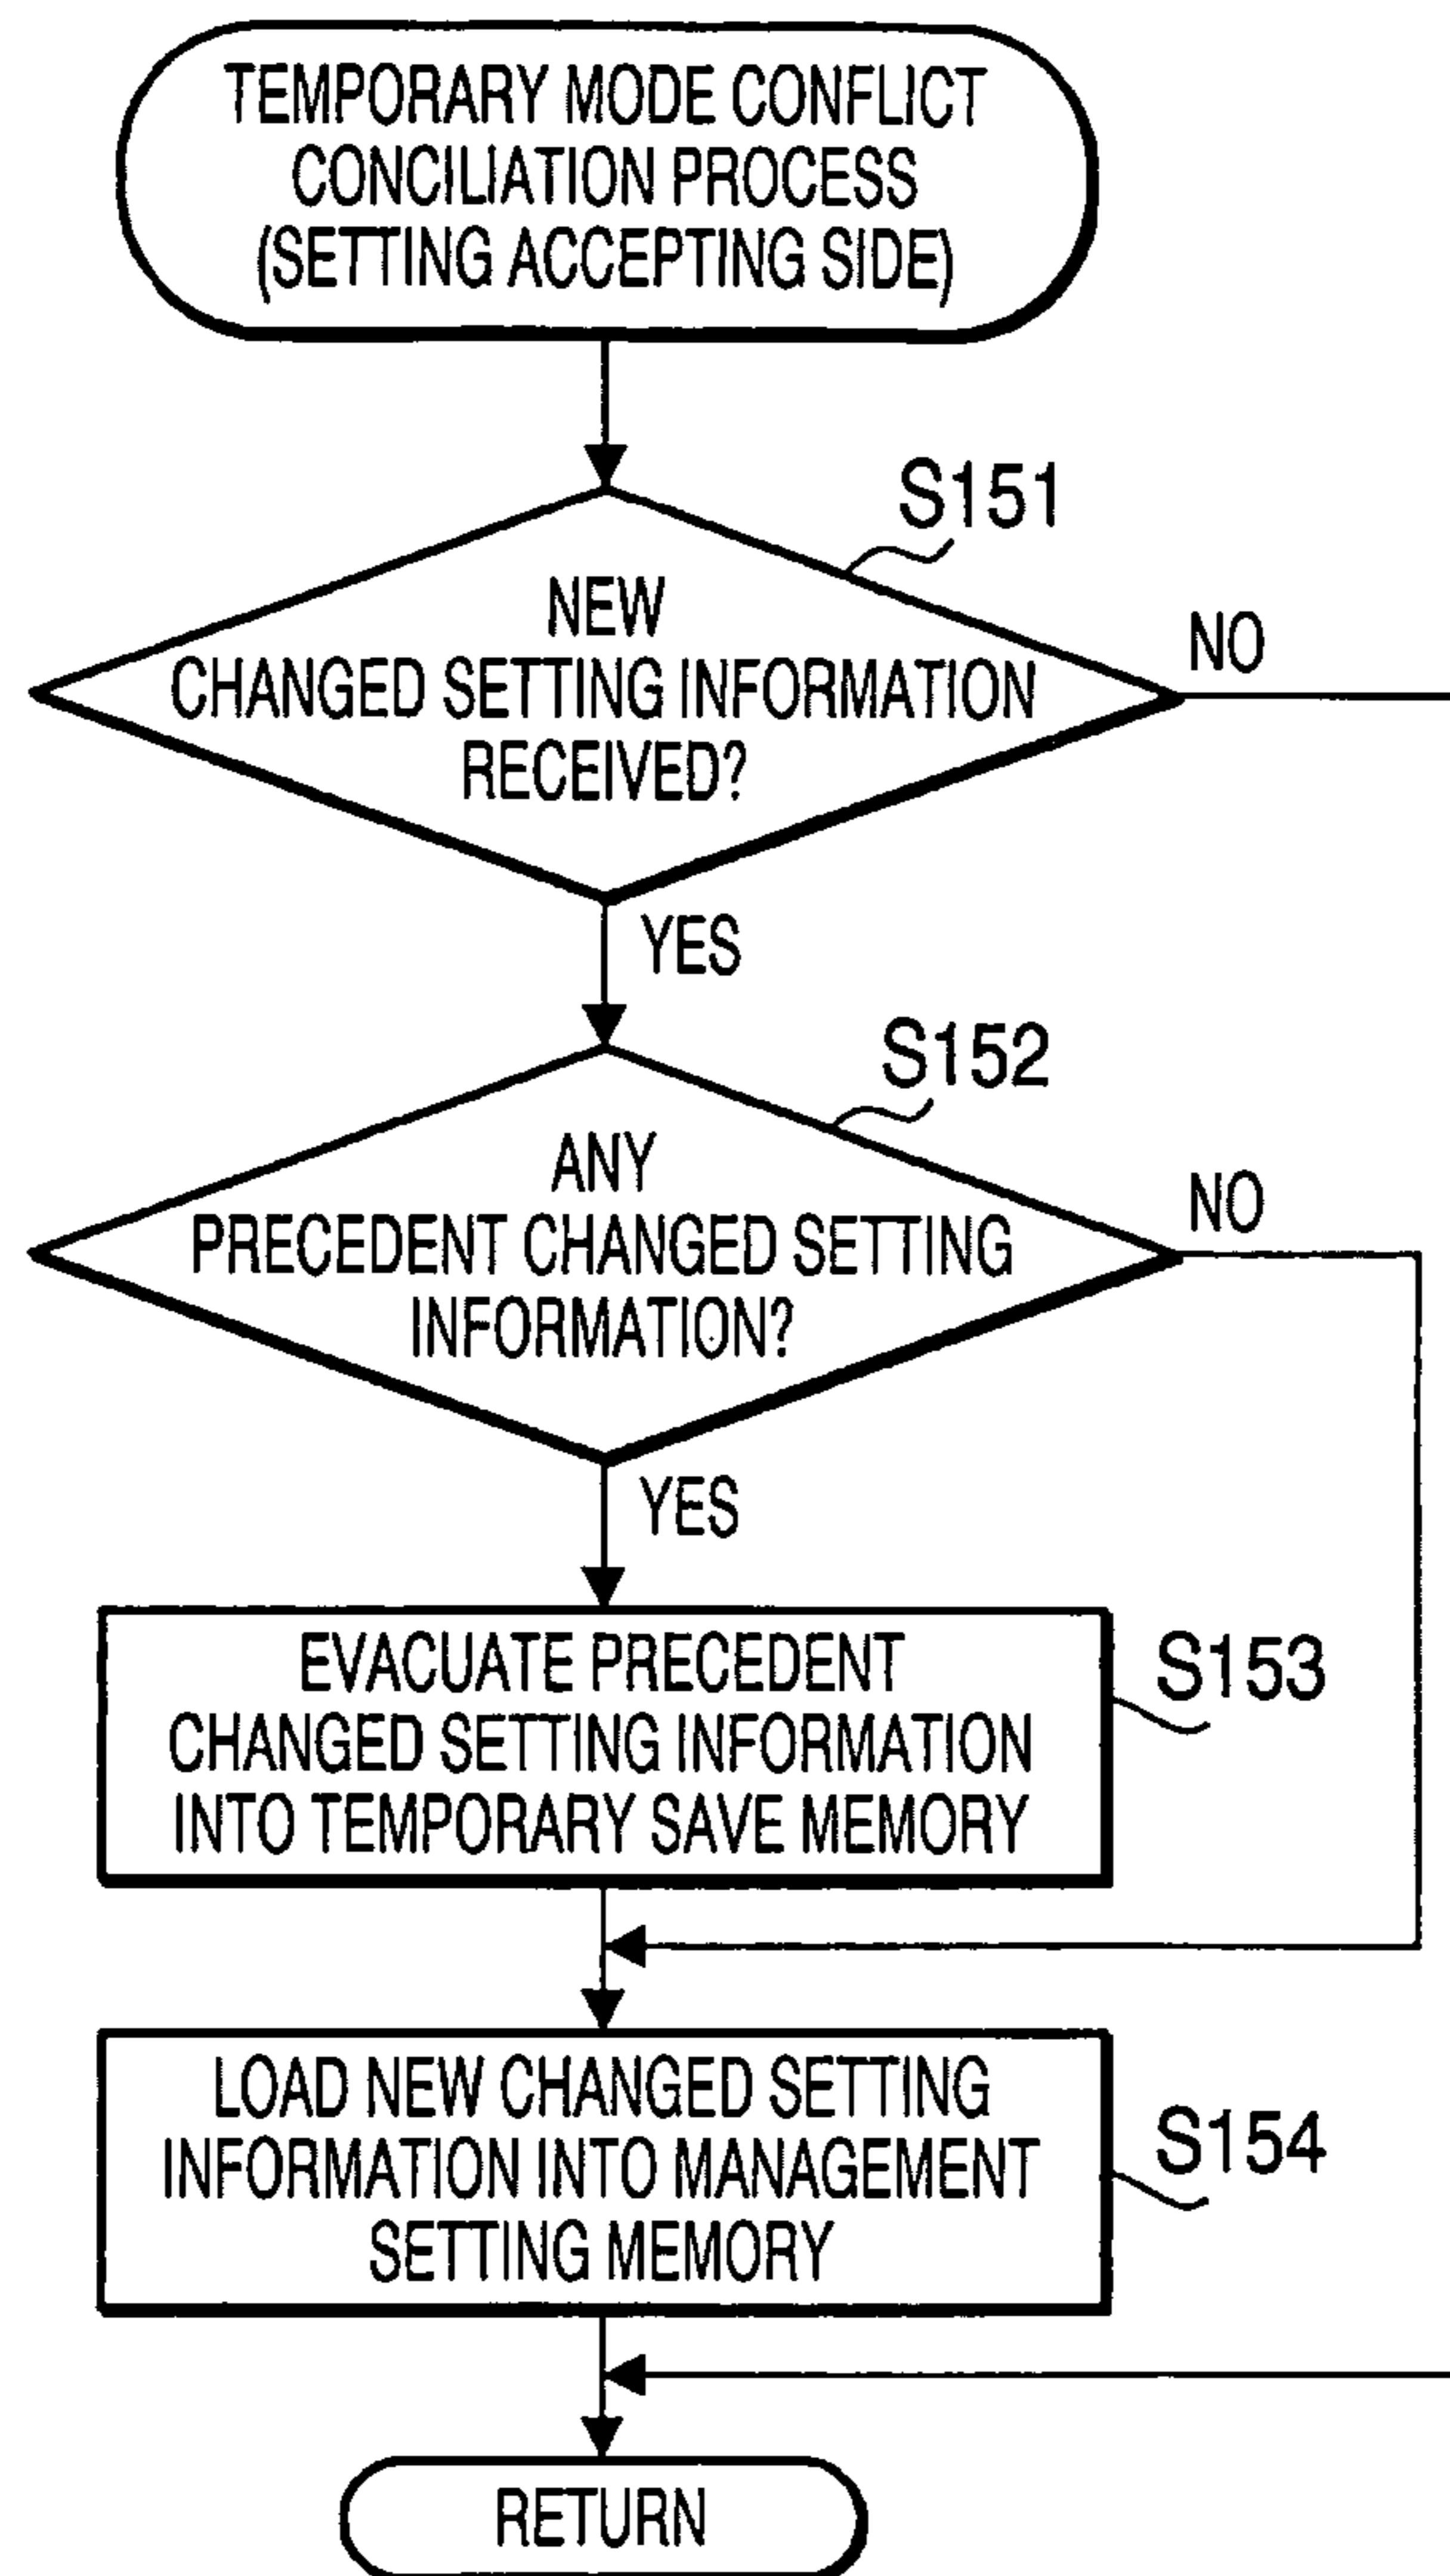 TEMPORARY MODE CONFLICT
CONCILIATION PROCESS
(SETTING ACCEPTING SIDE)
S151
NEW
CHANGED SETTING INFORMATION
RECEIVED?
NO
YES
S152
ANY
PRECEDENT CHANGED SETTING
INFORMATION?
NO
YES
EVACUATE PRECEDENT
CHANGED SETTING INFORMATION
INTO TEMPORARY SAVE MEMORY
S153
LOAD NEW CHANGED SETTING
INFORMATION INTO MANAGEMENT
SETTING MEMORY
S154
RETURN